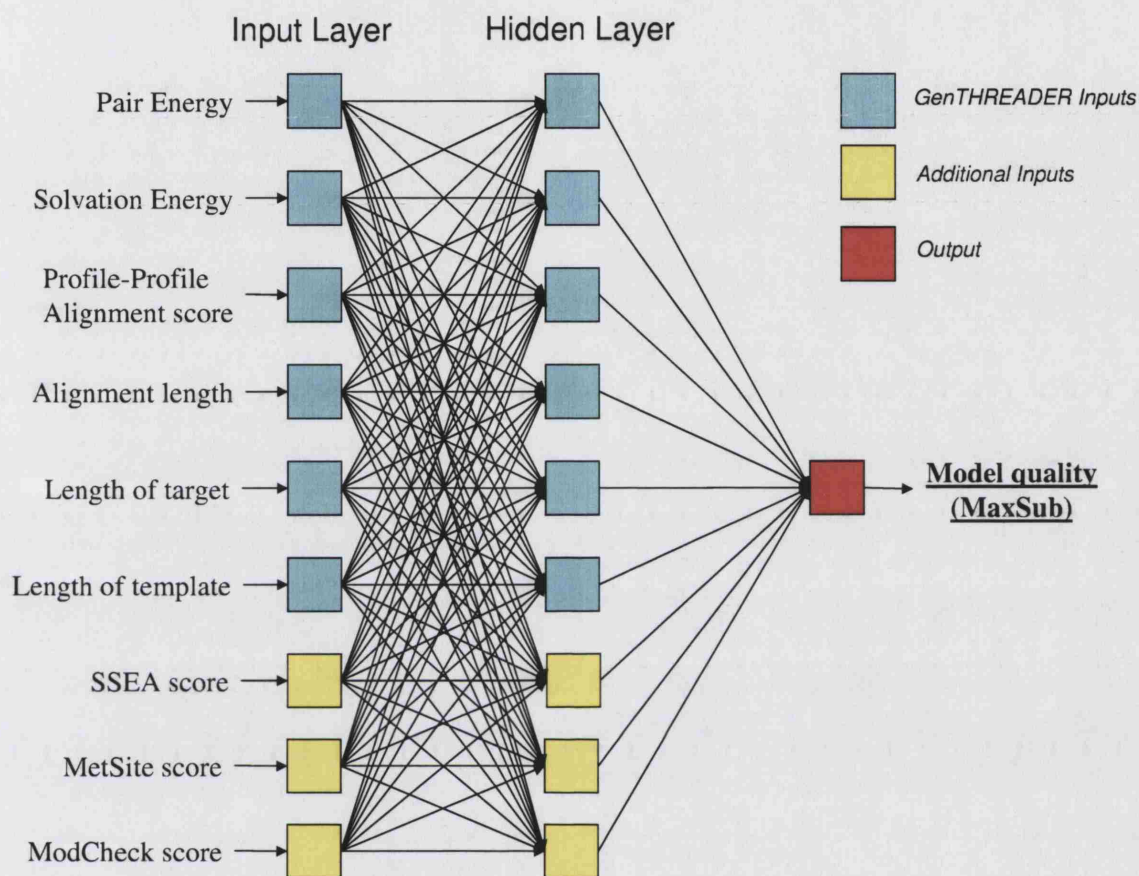 Input Layer
Hidden Layer
Pair Energy
Solvation Energy
Profile-Profile
Alignment score
Alignment length
Length of target
Length of template
SSEA score
MetSite score
ModCheck score
GenTHREADER Inputs
Additional Inputs
Output
Model quality
(MaxSub)